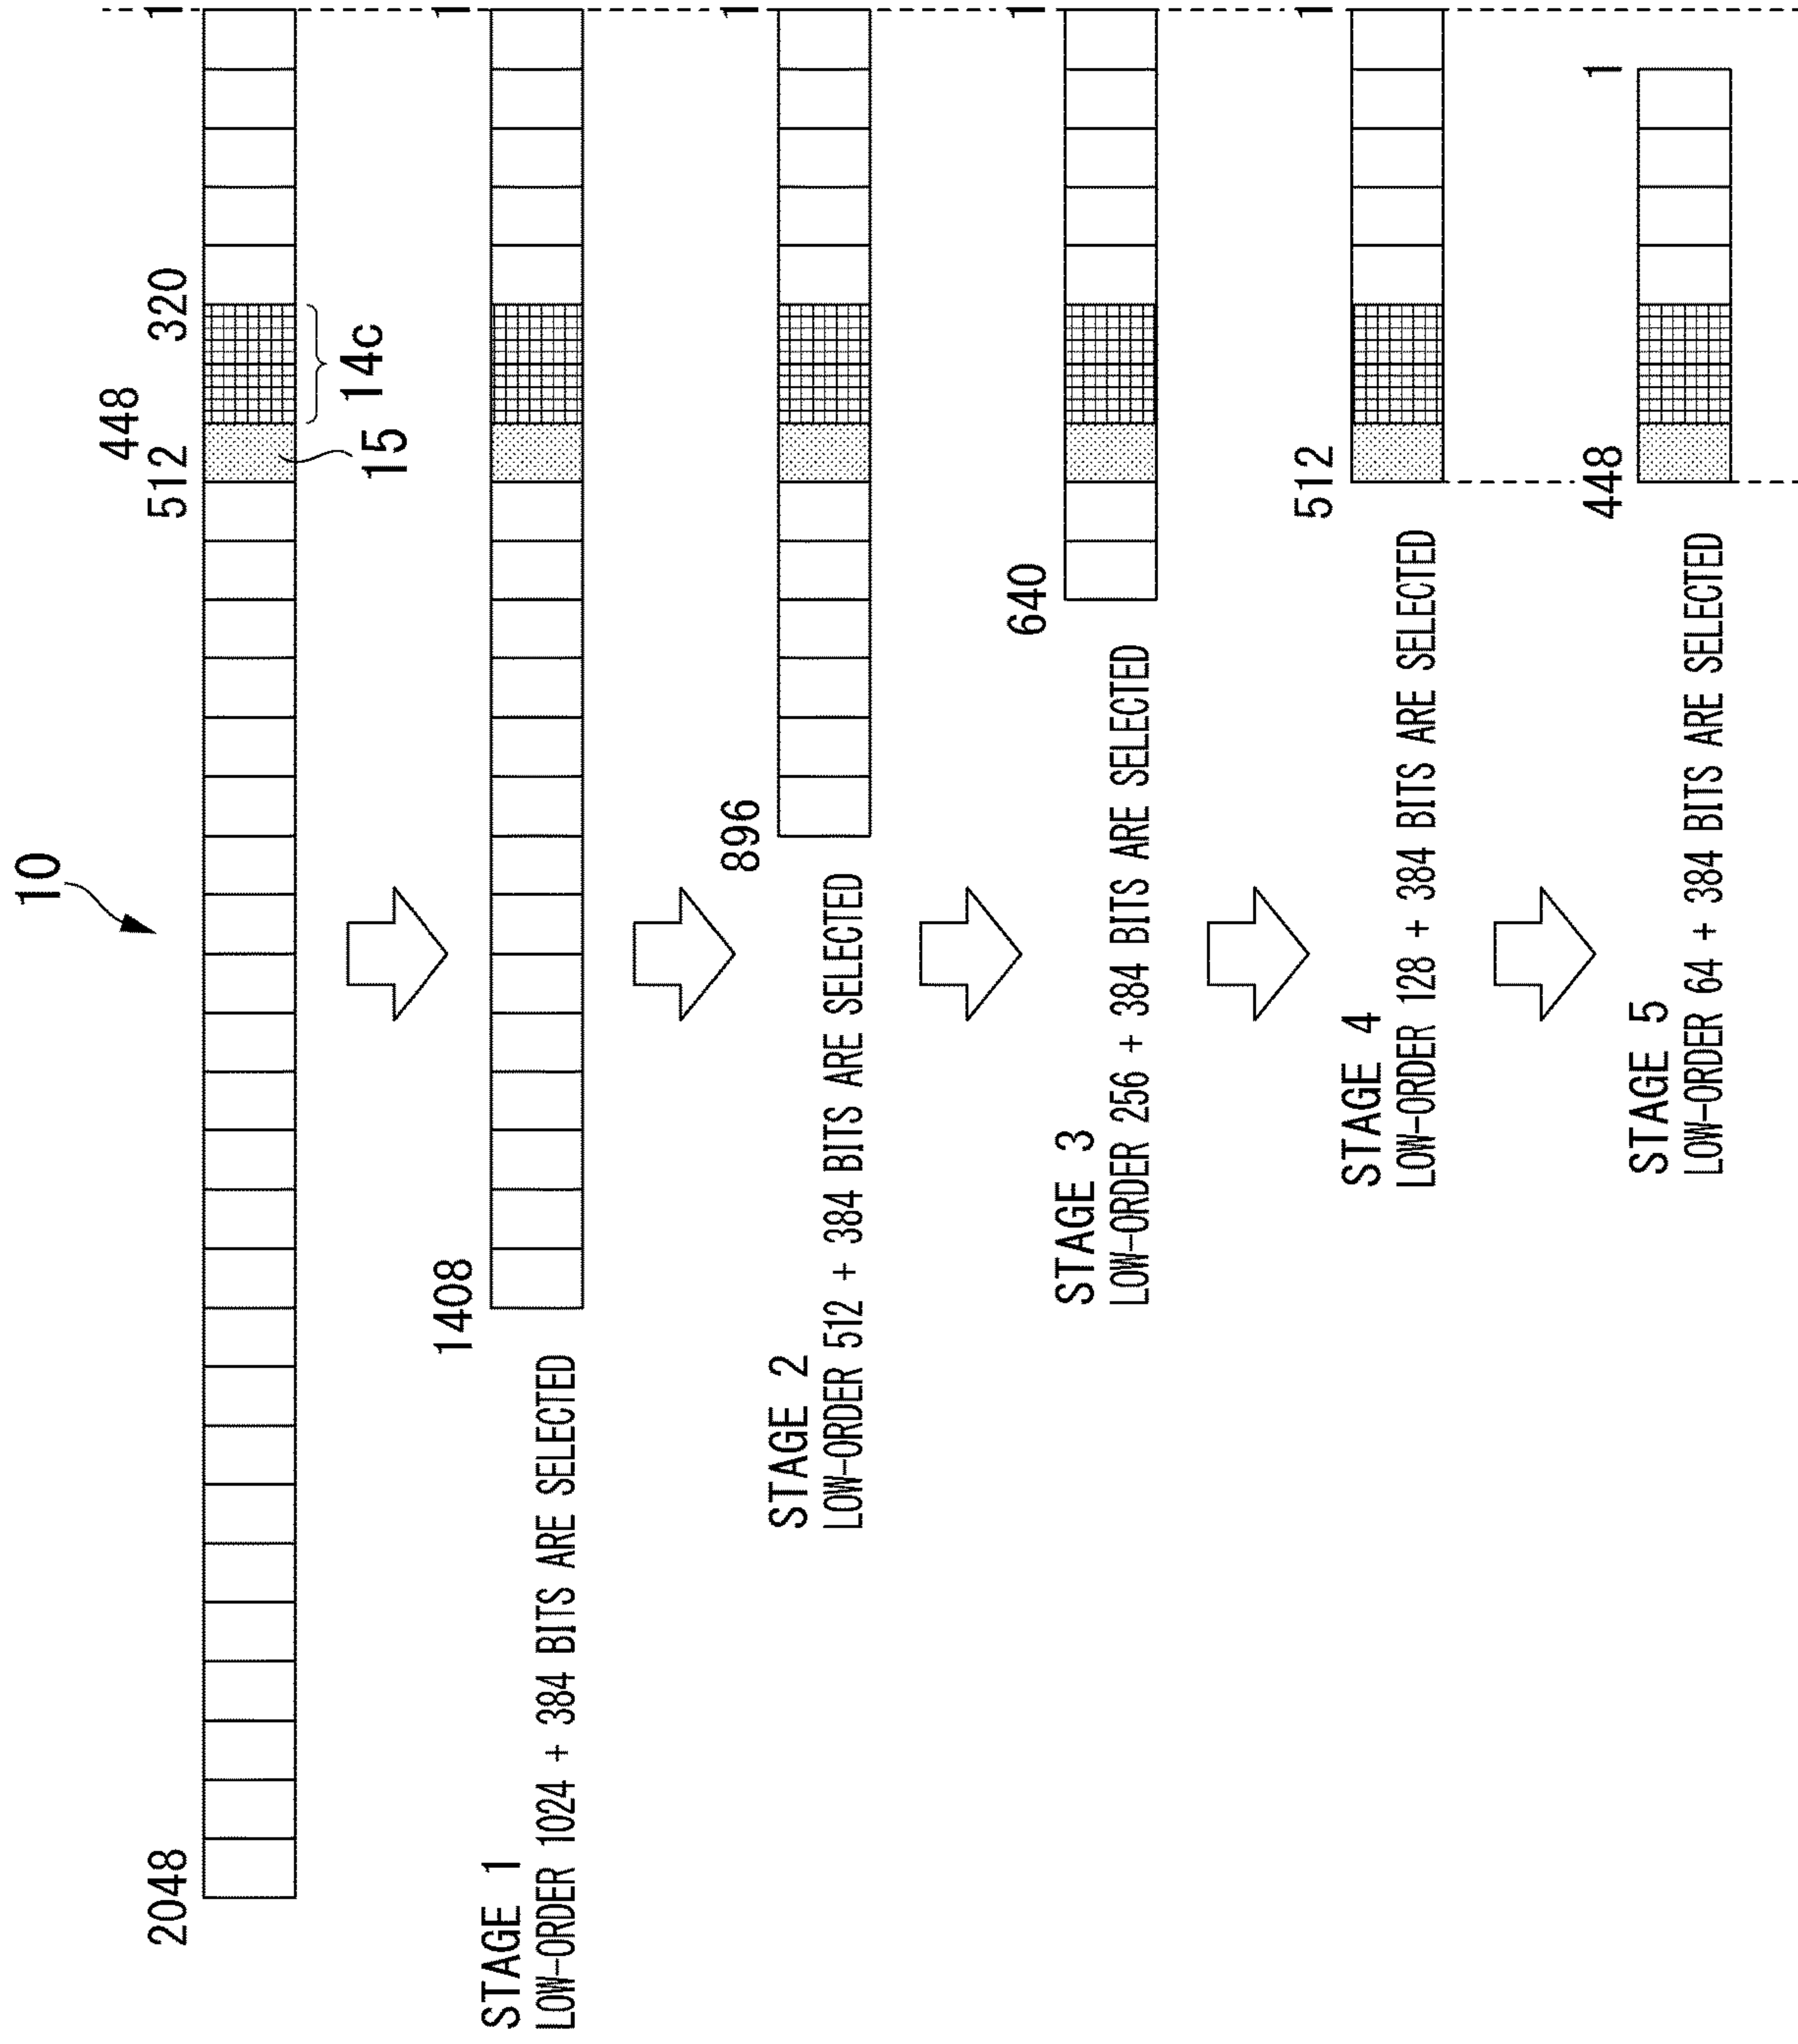 10
2048
512
448
320
1
15
14c
1408
1
STAGE 1
LOW-ORDER 1024 + 384 BITS ARE SELECTED
896
1
STAGE 2
LOW-ORDER 512 + 384 BITS ARE SELECTED
640
1
STAGE 3
LOW-ORDER 256 + 384 BITS ARE SELECTED
512
1
STAGE 4
LOW-ORDER 128 + 384 BITS ARE SELECTED
448
1
STAGE 5
LOW-ORDER 64 + 384 BITS ARE SELECTED